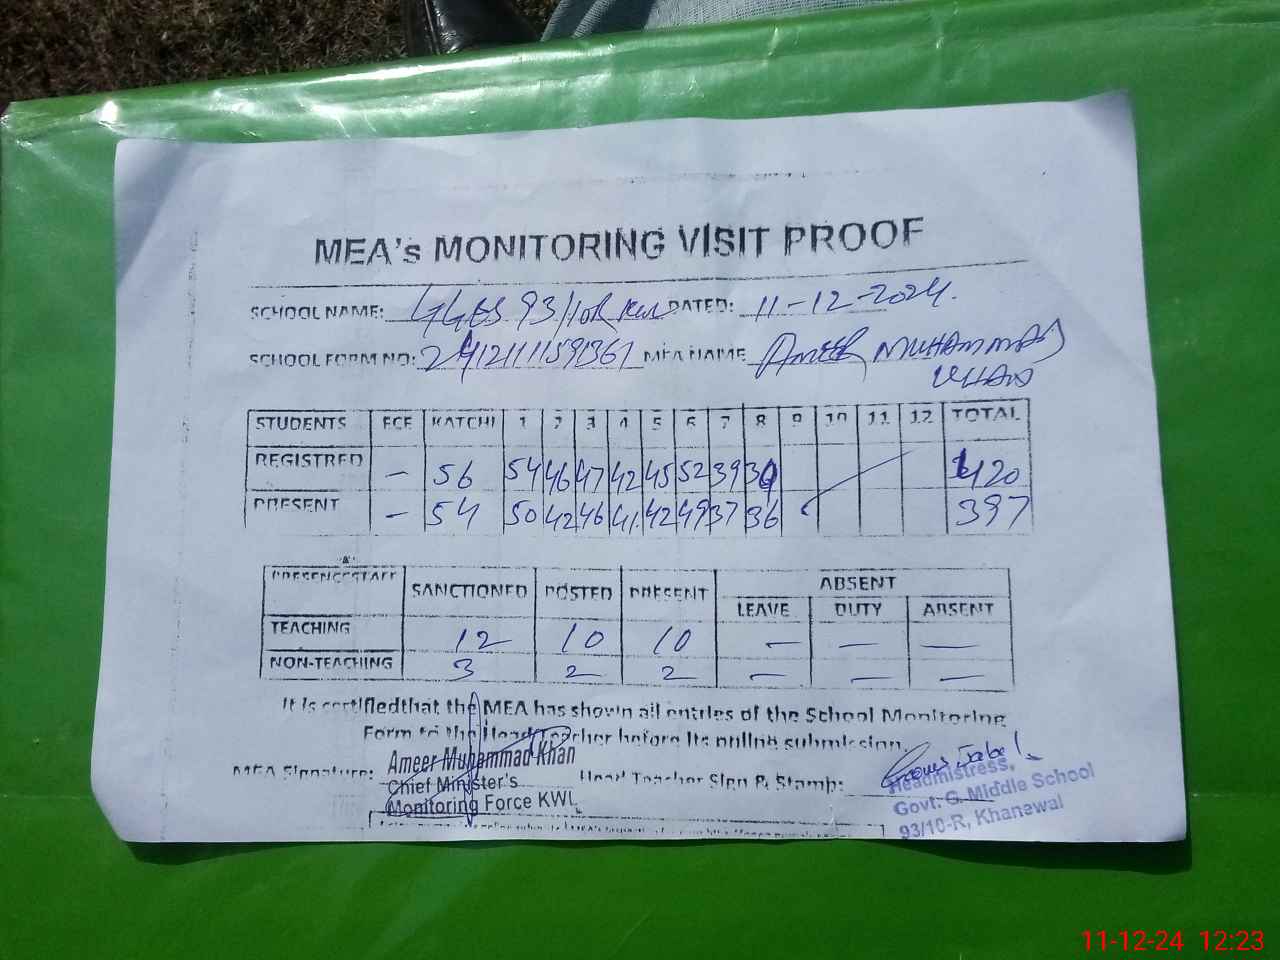 MEA's MONITORING VISIT PROOF
SCHOOL NAME: GGES 93/10R KWL DATED: 11-12-2024.
SCHOOL FORM NO: 2412111591361 MEA NAME Ameer MUHAMMAD
KHAN
STUDENTS ECE KATCHI 1 2 3 4 5 6 7 8 9 10 11 12 TOTAL
REGISTRED - 56 54 46 47 42 45 52 39 39 420
PRESENT - 54 50 42 46 41 42 49 37 36 397
PRESENCE STAFF SANCTIONED POSTED PRESENT ABSENT
LEAVE DUTY ABSENT
TEACHING 12 10 10 - - -
NON-TEACHING 3 2 2 - - -
It is certifiedthat the MEA has shown all entries of the School Monitoring
Form to the Head Teacher before its online submission.
MEA Signature: Ameer Muhammad Khan
Chief Minister's
Monitoring Force KWL
Head Teacher Sign & Stamp:
Headmistress,
Govt: G. Middle School
93/10-R, Khanewal
11-12-24 12:23